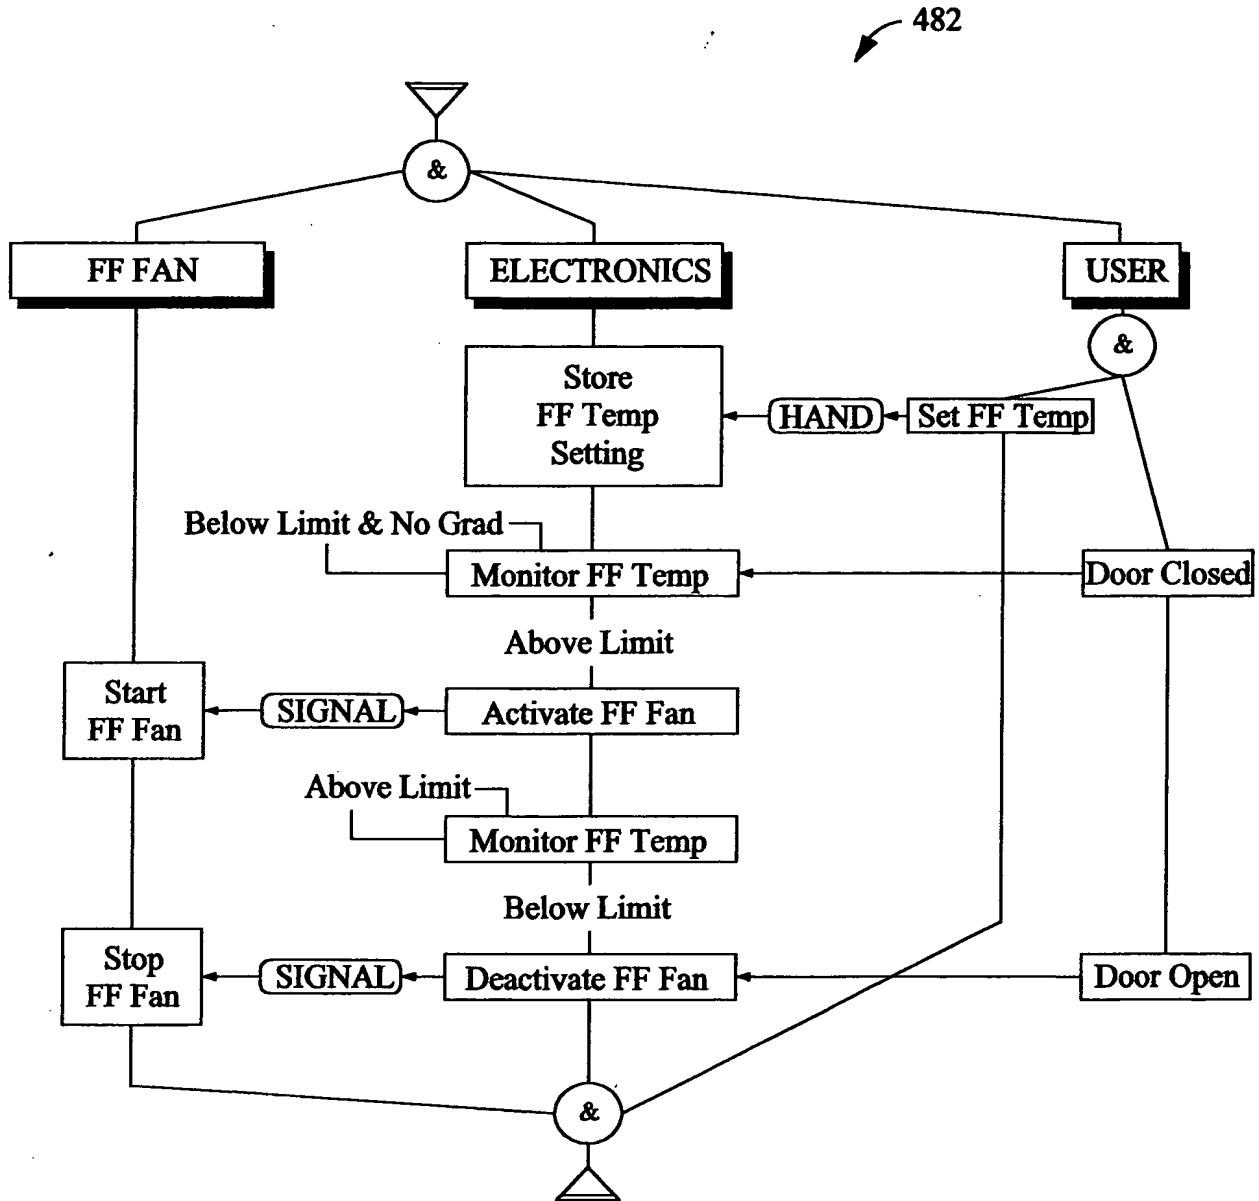 482
&
FF FAN
ELECTRONICS
USER
&
Store
FF Temp
Setting
HAND
Set FF Temp
Below Limit & No Grad
Monitor FF Temp
Door Closed
Above Limit
Start
FF Fan
SIGNAL
Activate FF Fan
Above Limit
Monitor FF Temp
Below Limit
Stop
FF Fan
SIGNAL
Deactivate FF Fan
Door Open
&